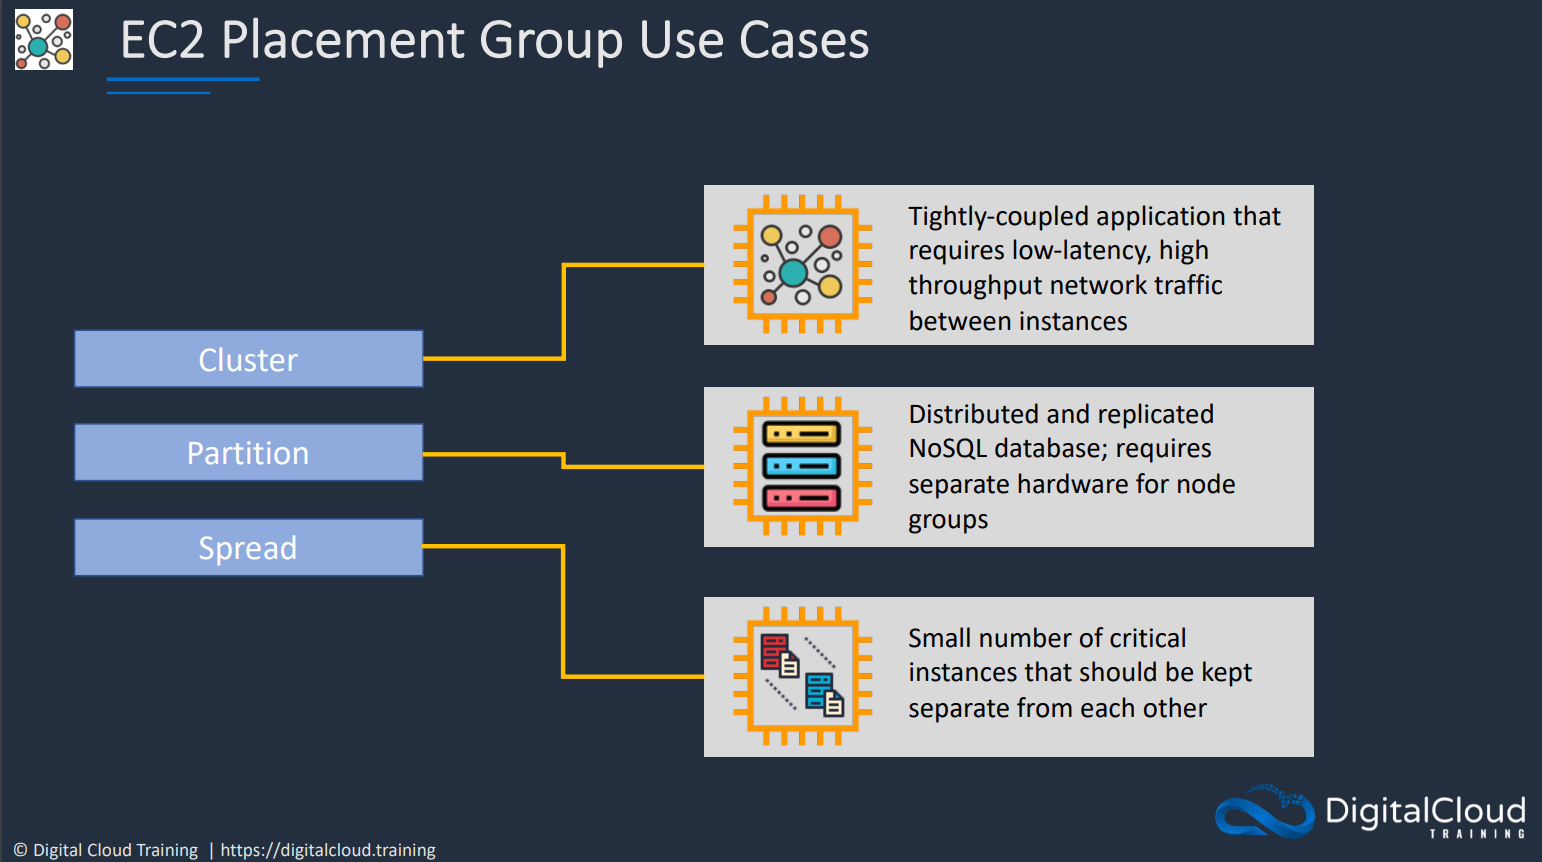 EC2 Placement Group Use Cases
Cluster
Partition
Spread
Tightly-coupled application that
requires low-latency, high
throughput network traffic
between instances
Distributed and replicated
NoSQL database; requires
separate hardware for node
groups
Small number of critical
instances that should be kept
separate from each other
DigitalCloud
TRAINING
© Digital Cloud Training | https://digitalcloud.training